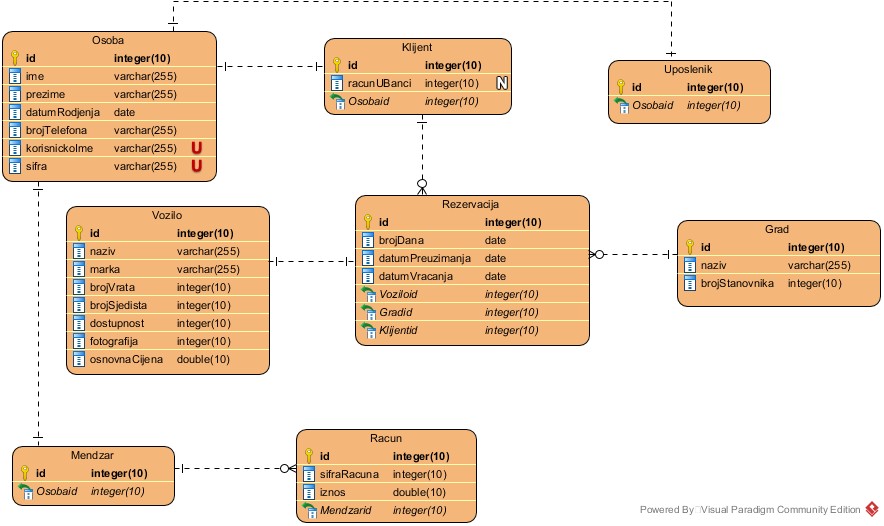 Osoba
id integer(10)
ime varchar(255)
prezime varchar(255)
datumRodjenja date
brojTelefona varchar(255)
korisnickoIme varchar(255) U
sifra varchar(255) U
Klijent
id integer(10)
racunUBanci integer(10) N
Osobaid integer(10)
Uposlenik
id integer(10)
Osobaid integer(10)
Vozilo
id integer(10)
naziv varchar(255)
marka varchar(255)
brojVrata integer(10)
brojSjedista integer(10)
dostupnost integer(10)
fotografija integer(10)
osnovnaCijena double(10)
Rezervacija
id integer(10)
brojDana date
datumPreuzimanja date
datumVracanja date
Voziloid integer(10)
Gradid integer(10)
Klijentid integer(10)
Grad
id integer(10)
naziv varchar(255)
brojStanovnika integer(10)
Mendzar
id integer(10)
Osobaid integer(10)
Racun
id integer(10)
sifraRacuna integer(10)
iznos double(10)
Mendzarid integer(10)
Powered By Visual Paradigm Community Edition